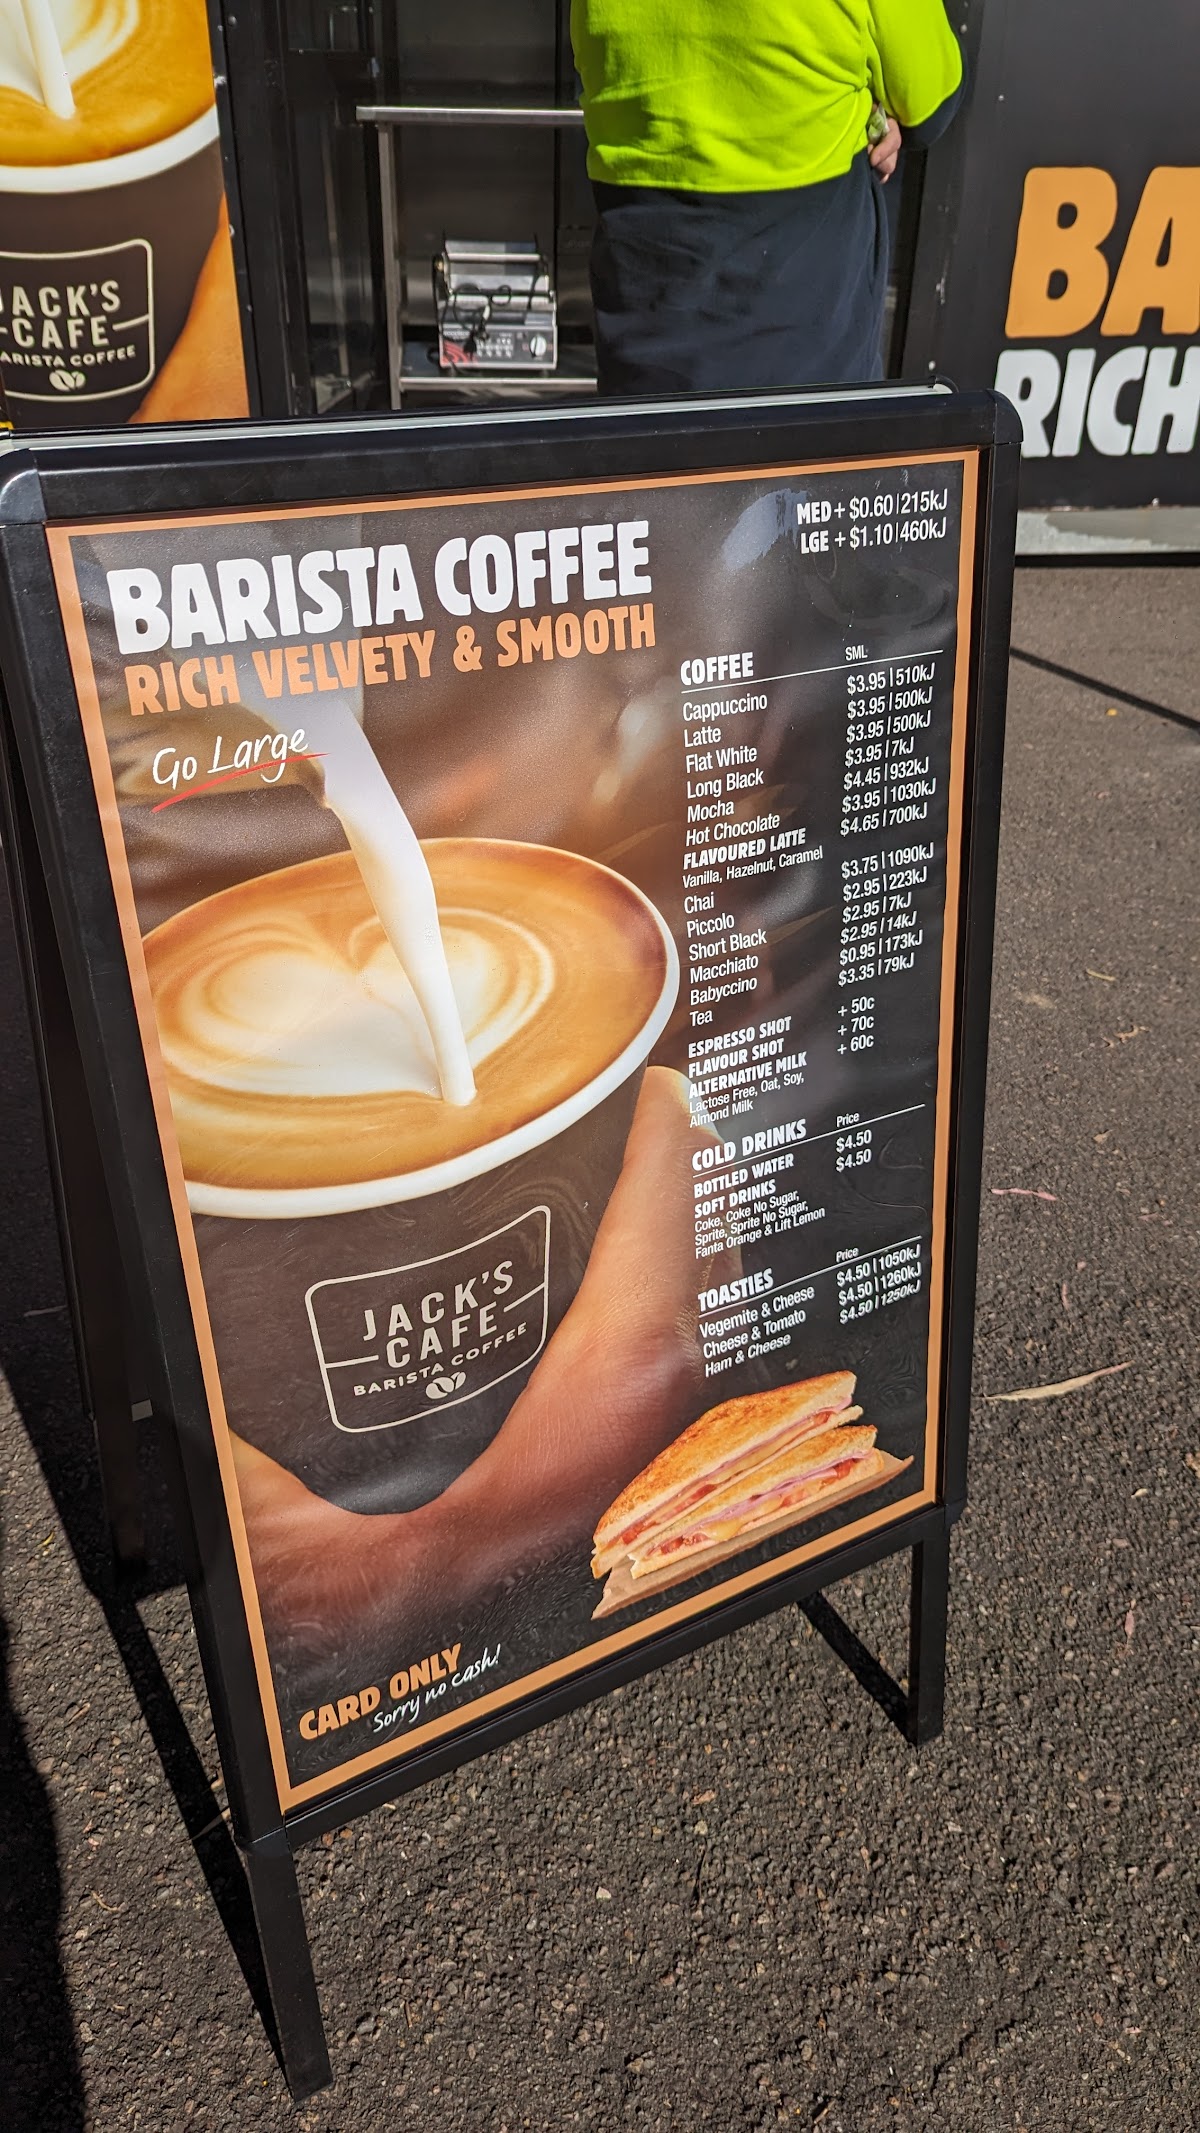 JACK'S
CAFE
ARISTA COFFEE
BA
RICH
MED + $0.60 | 215kJ
LGE + $1.10 | 460kJ
BARISTA COFFEE
RICH VELVETY & SMOOTH
Go Large
COFFEE SML
Cappuccino $3.95 | 510kJ
Latte $3.95 | 500kJ
Flat White $3.95 | 500kJ
Long Black $3.95 | 7kJ
Mocha $4.45 | 932kJ
Hot Chocolate $3.95 | 1030kJ
FLAVOURED LATTE $4.65 | 700kJ
Vanilla, Hazelnut, Caramel
Chai $3.75 | 1090kJ
Piccolo $2.95 | 223kJ
Short Black $2.95 | 7kJ
Macchiato $2.95 | 14kJ
Babyccino $0.95 | 173kJ
Tea $3.35 | 79kJ
ESPRESSO SHOT + 50c
FLAVOUR SHOT + 70c
ALTERNATIVE MILK + 60c
Lactose Free, Oat, Soy,
Almond Milk
COLD DRINKS Price
BOTTLED WATER $4.50
SOFT DRINKS $4.50
Coke, Coke No Sugar,
Sprite, Sprite No Sugar,
Fanta Orange & Lift Lemon
TOASTIES Price
Vegemite & Cheese $4.50 | 1050kJ
Cheese & Tomato $4.50 | 1260kJ
Ham & Cheese $4.50 | 1250kJ
JACK'S
CAFE
BARISTA COFFEE
CARD ONLY
Sorry no cash!